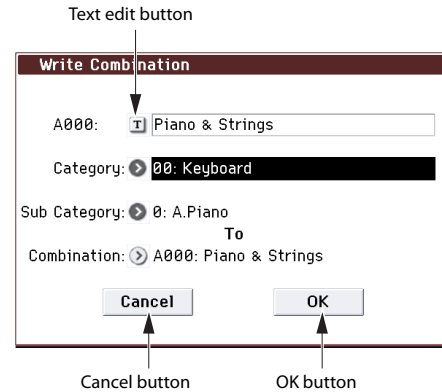 Text edit button
Write Combination
A000: T Piano & Strings
Category: 00: Keyboard
Sub Category: 0: A.Piano
To
Combination: A000: Piano & Strings
Cancel OK
Cancel button OK button